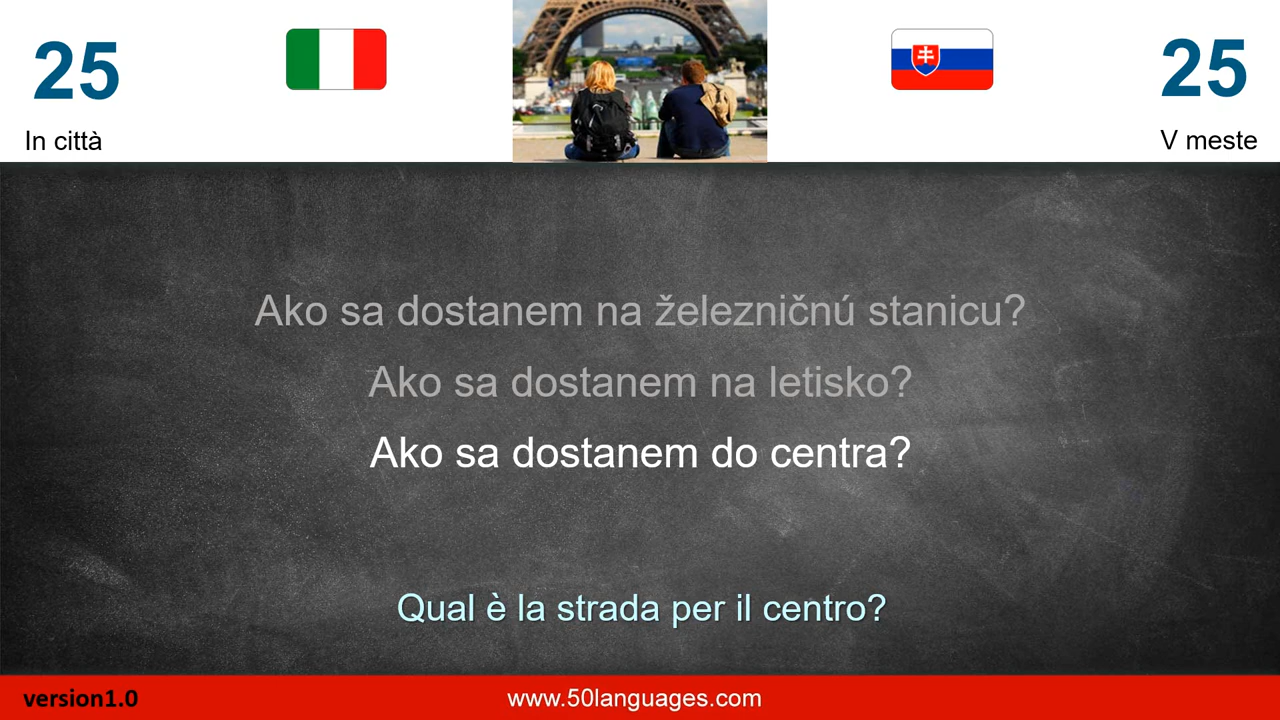 25
25
In città
V meste
Ako sa dostanem na železničnú stanicu?
Ako sa dostanem na letisko?
Ako sa dostanem do centra?
Qual è la strada per il centro?
version1.0
www.50languages.com